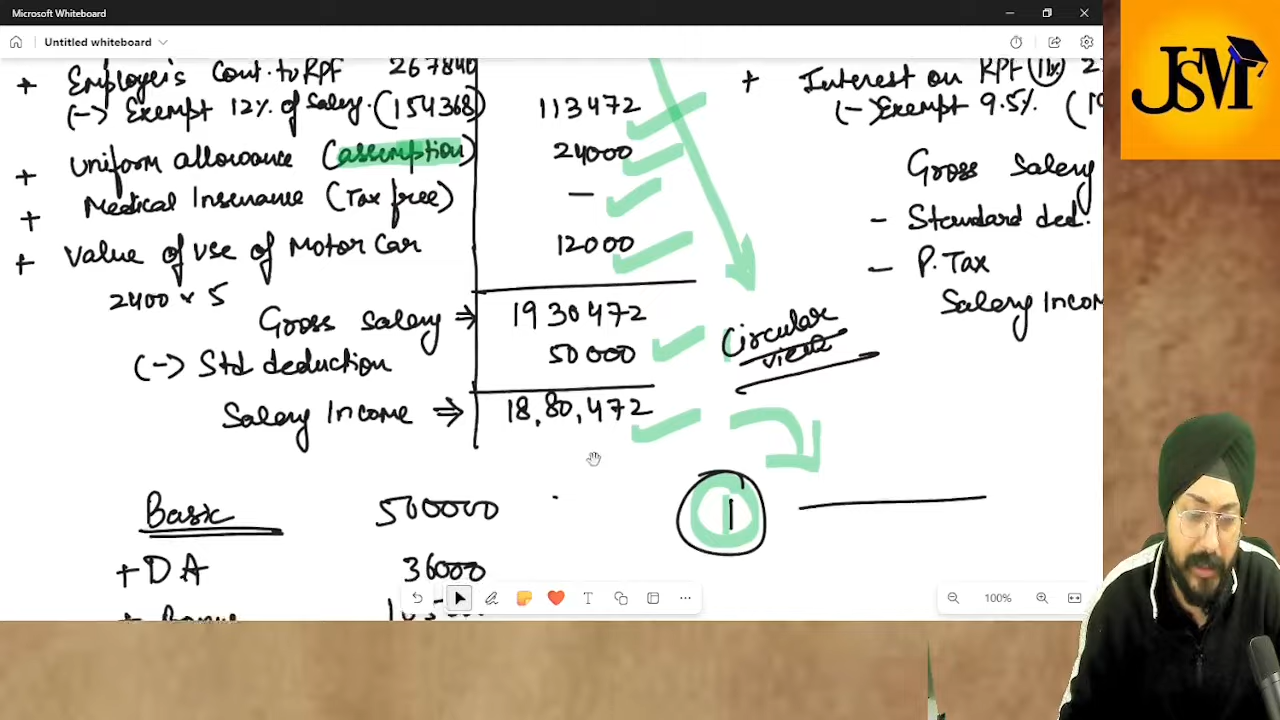 Microsoft Whiteboard
Untitled whiteboard
+ Employer's Cont. to RPF 267840
(-) Exempt 12% of Salary (154368) 113472
+ Uniform allowance (assumption) 24000
+ Medical Insurance (Tax free) —
+ Value of use of Motor Car 12000
2400 × 5
Gross Salary ⇒ 1930472
(-) Std deduction 50000
Salary Income ⇒ 18,80,472
Basic 500000
+ DA 36000
+ Interest on RPF
(-) Exempt 9.5%
Gross Salary
- Standard ded.
- P. Tax
Salary Incom
Circular
view
1
100%
JSM